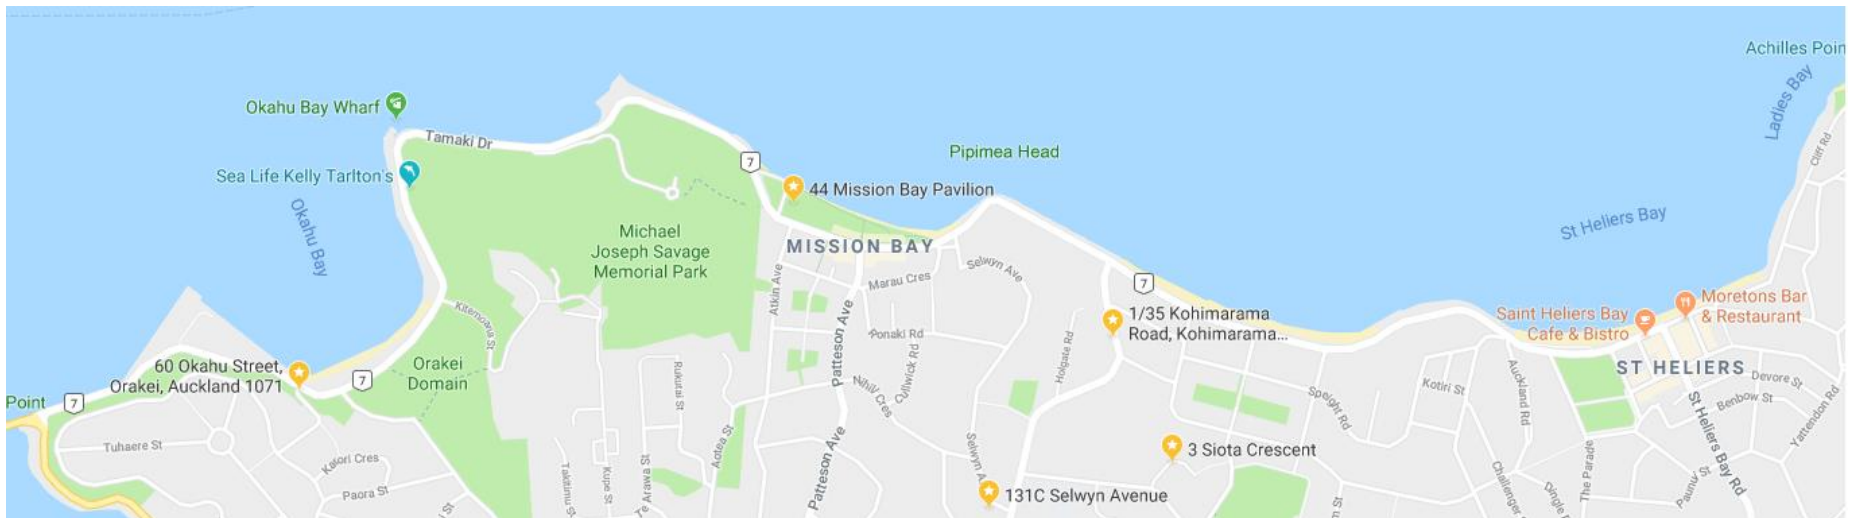 Achilles Poin
Ladies Bay
Cliff Rd
Okahu Bay Wharf
Tamaki Dr
Pipimea Head
7
Sea Life Kelly Tarlton's
44 Mission Bay Pavilion
Okahu Bay
St Heliers Bay
Michael
Joseph Savage
Memorial Park
MISSION BAY
Selwyn Ave
Atkin Ave
Marau Cres
7
Kitemoana St
1/35 Kohimarama
Road, Kohimarama...
Saint Heliers Bay
Cafe & Bistro
Moretons Bar
& Restaurant
Patteson Ave
Ponaki Rd
Holgate Rd
60 Okahu Street,
Orakei, Auckland 1071
7
Orakei
Domain
Rukutai St
Nihill Cres
Cullwick Rd
Kotiri St
Auckland Rd
ST HELIERS
Devore St
Benbow St
Point
7
Speight Rd
St Heliers Bay Rd
Yattendon Rd
Tuhaere St
Aotea St
Patteson Ave
Selwyn A
3 Siota Crescent
Kaiori Cres
Paora St
Takitimu St
Kupe St
Te Arawa St
131C Selwyn Avenue
Challenger
Dingle
The Parade
Paunui St
St
n St